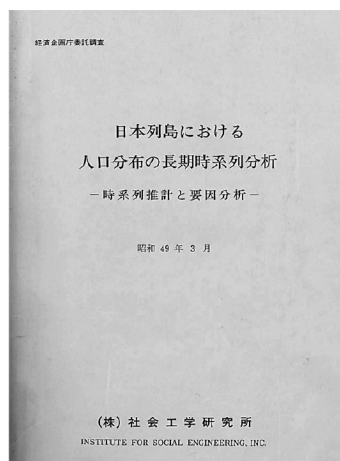 経済企画庁委託調査
日本列島における
人口分布の長期時系列分析
－時系列推計と要因分析－
昭和 49 年 3 月
(株) 社会工学研究所
INSTITUTE FOR SOCIAL ENGINEERING, INC.